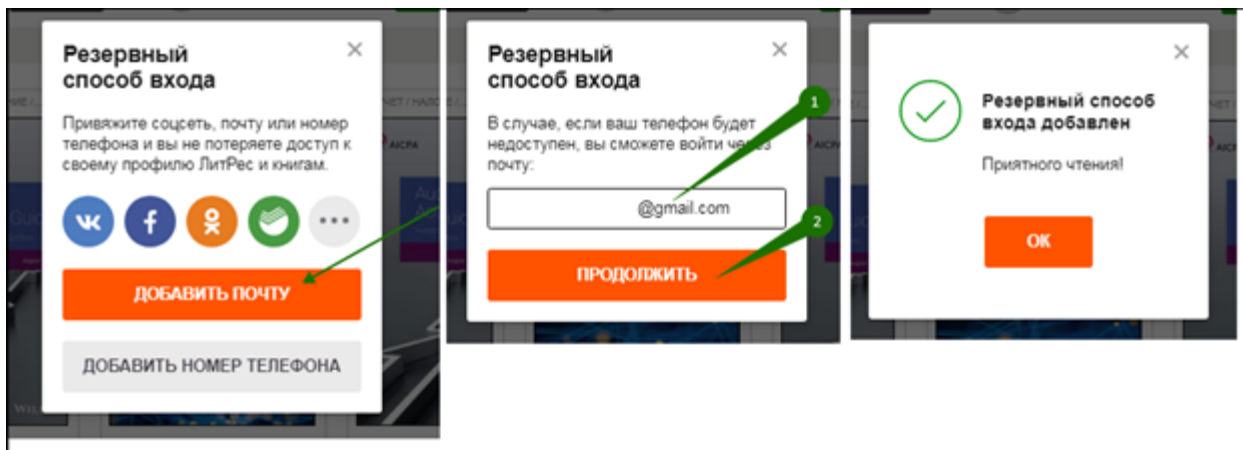 Резервный
способ входа
Привяжите соцсеть, почту или номер
телефона и вы не потеряете доступ к
своему профилю ЛитРес и книгам.
ДОБАВИТЬ ПОЧТУ
ДОБАВИТЬ НОМЕР ТЕЛЕФОНА
Резервный
способ входа
В случае, если ваш телефон будет
недоступен, вы сможете войти через
почту:
@gmail.com
ПРОДОЛЖИТЬ
1
2
Резервный способ
входа добавлен
Приятного чтения!
ОК
AICPA